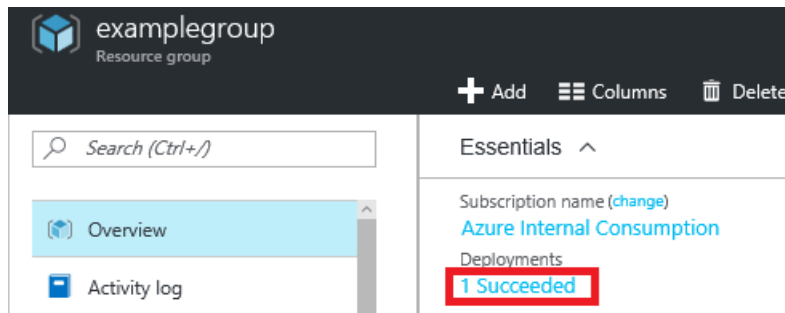 examplegroup
Resource group
Add Columns Delete
Search (Ctrl+/)
Essentials
Overview
Activity log
Subscription name (change)
Azure Internal Consumption
Deployments
1 Succeeded